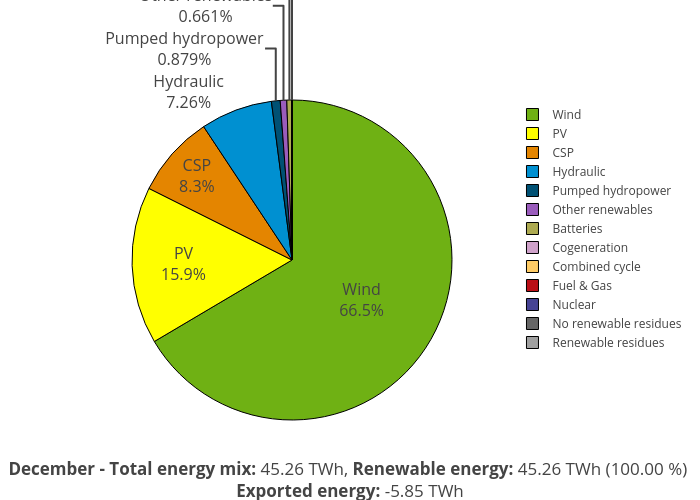 Other renewables
0.661%
Pumped hydropower
0.879%
Hydraulic
7.26%
CSP
8.3%
PV
15.9%
Wind
66.5%
Wind
PV
CSP
Hydraulic
Pumped hydropower
Other renewables
Batteries
Cogeneration
Combined cycle
Fuel & Gas
Nuclear
No renewable residues
Renewable residues
December - Total energy mix: 45.26 TWh, Renewable energy: 45.26 TWh (100.00 %)
Exported energy: -5.85 TWh